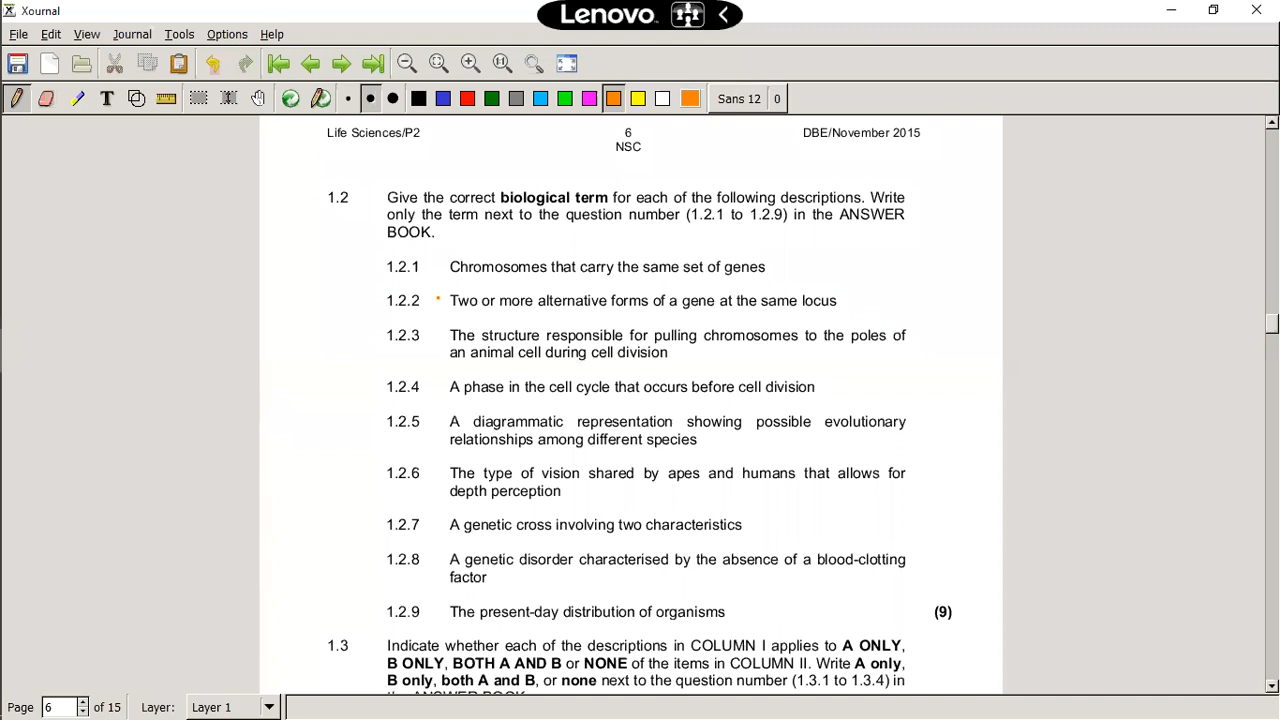 Xournal
Lenovo
File Edit View Journal Tools Options Help
Sans 12 0
Life Sciences/P2 6 DBE/November 2015
NSC
1.2 Give the correct biological term for each of the following descriptions. Write
only the term next to the question number (1.2.1 to 1.2.9) in the ANSWER
BOOK.
1.2.1 Chromosomes that carry the same set of genes
1.2.2 Two or more alternative forms of a gene at the same locus
1.2.3 The structure responsible for pulling chromosomes to the poles of
an animal cell during cell division
1.2.4 A phase in the cell cycle that occurs before cell division
1.2.5 A diagrammatic representation showing possible evolutionary
relationships among different species
1.2.6 The type of vision shared by apes and humans that allows for
depth perception
1.2.7 A genetic cross involving two characteristics
1.2.8 A genetic disorder characterised by the absence of a blood-clotting
factor
1.2.9 The present-day distribution of organisms (9)
1.3 Indicate whether each of the descriptions in COLUMN I applies to A ONLY,
B ONLY, BOTH A AND B or NONE of the items in COLUMN II. Write A only,
B only, both A and B, or none next to the question number (1.3.1 to 1.3.4) in
the ANSWER BOOK
Page 6 of 15 Layer: Layer 1